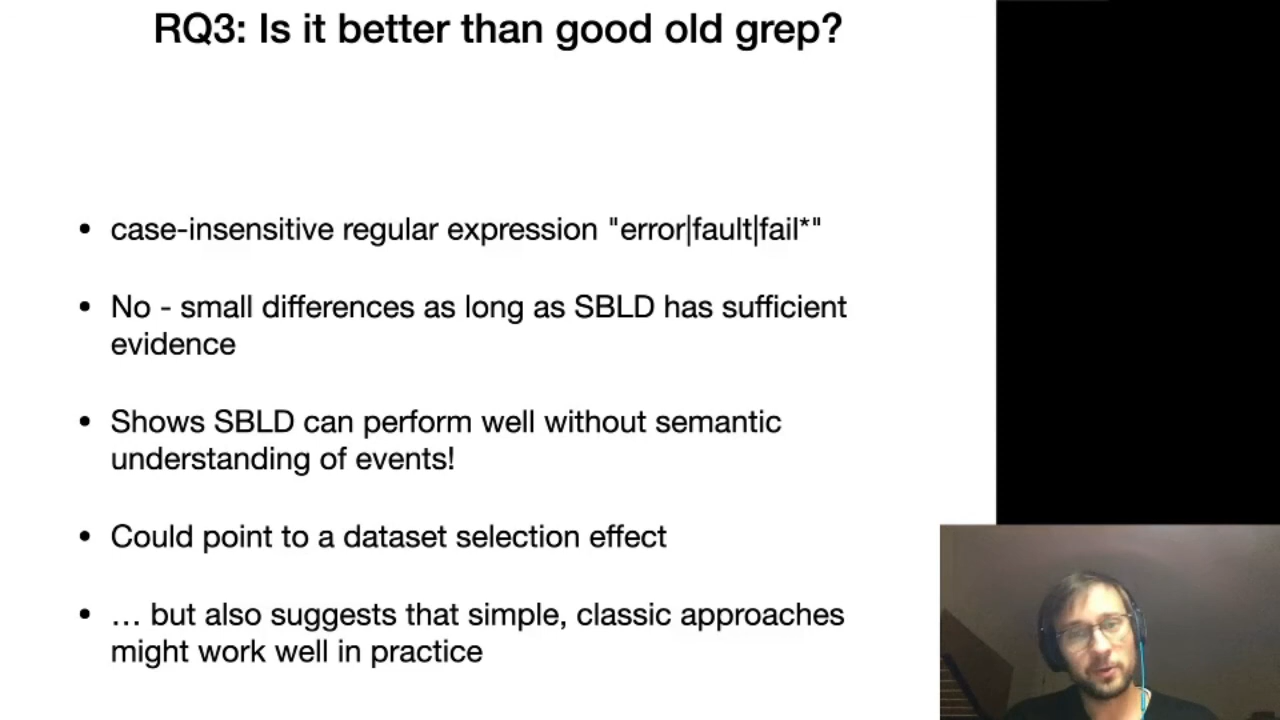 RQ3: Is it better than good old grep?
• case-insensitive regular expression "error|fault|fail*"
• No - small differences as long as SBLD has sufficient
evidence
• Shows SBLD can perform well without semantic
understanding of events!
• Could point to a dataset selection effect
• … but also suggests that simple, classic approaches
might work well in practice